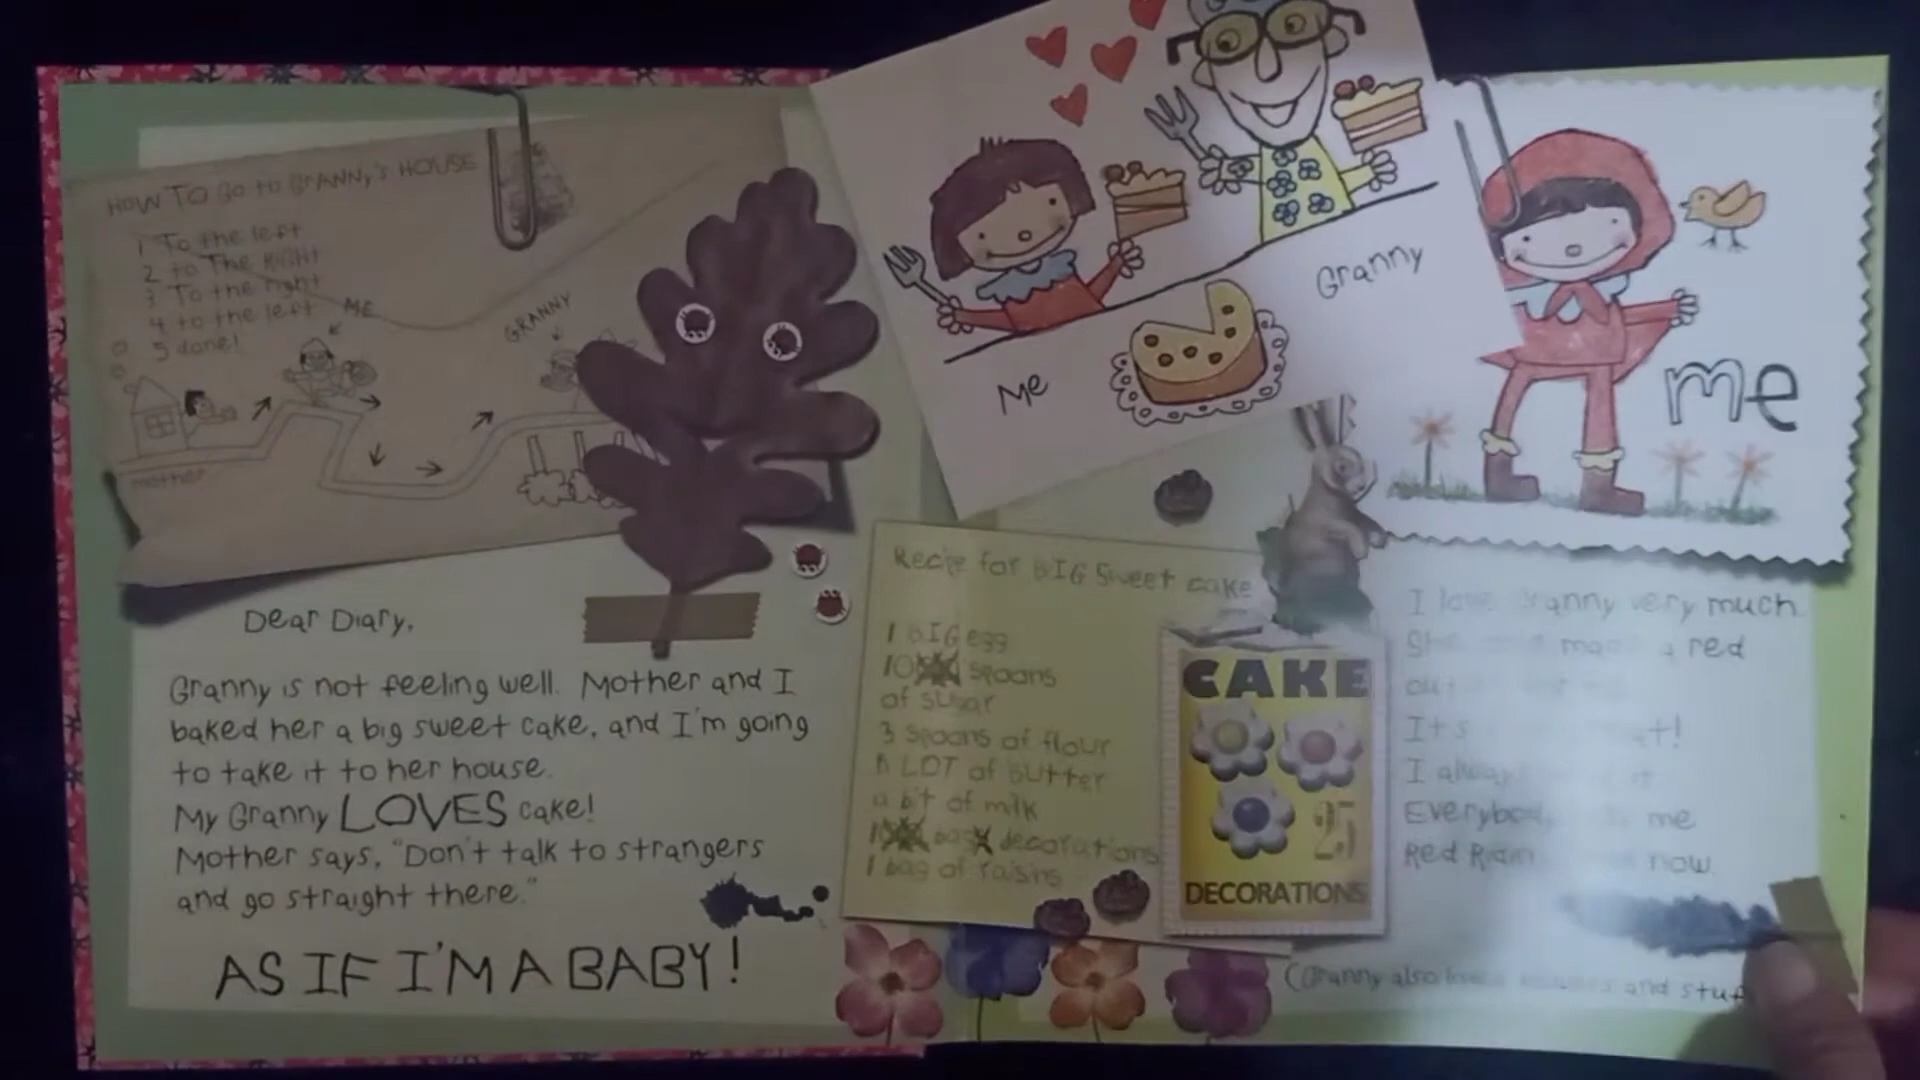 HOW TO GO to GRANNy's HOUSE
1 To the left
2 to The RIGHT
3 To the right
4 to the left
5 done!
ME
GRANNY
mother
Dear Diary,
Granny is not feeling well. Mother and I
baked her a big sweet cake, and I'm going
to take it to her house.
My Granny LOVES cake!
Mother says, "Don't talk to strangers
and go straight there."
AS IF I'M A BABY!
Me
Granny
me
Recipe for BIG Sweet cake
1 BIG egg
10 spoons
of sugar
3 spoons of flour
A LOT of butter
a bit of milk
decorations
1 bag of raisins
CAKE
25
DECORATIONS
I love Granny very much.
She a red
I always
Everybody me
Red now.
(Granny also loves and stuff